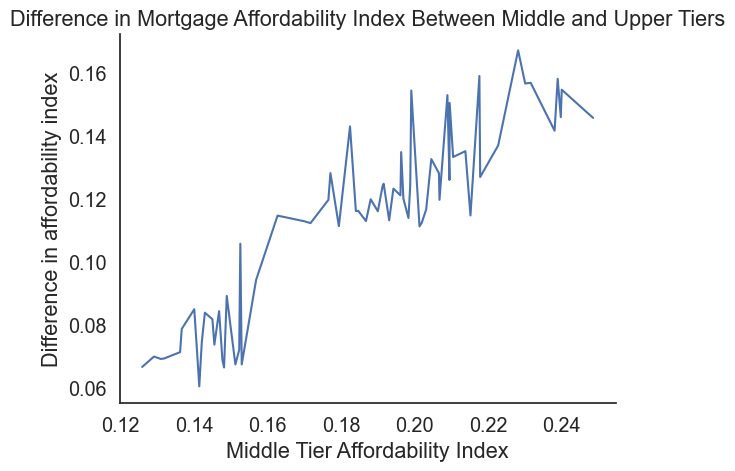 Difference in Mortgage Affordability Index Between Middle and Upper Tiers
Difference in affordability index
0.16
0.14
0.12
0.10
0.08
0.06
0.12 0.14 0.16 0.18 0.20 0.22 0.24
Middle Tier Affordability Index